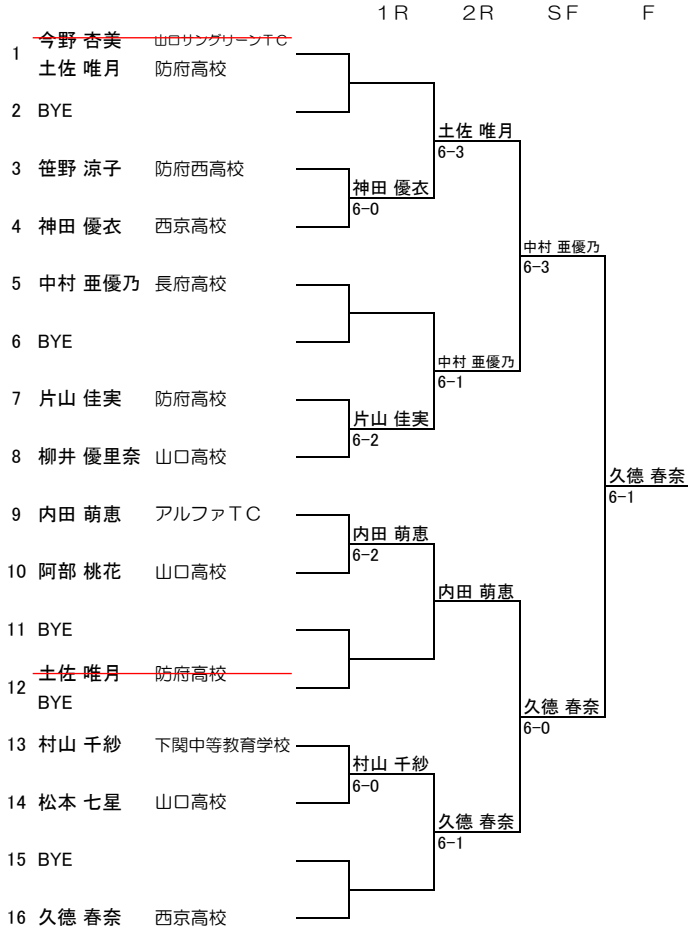 1R 2R SF F
1 今野 杏美 山口サングリーンTC
土佐 唯月 防府高校
2 BYE
土佐 唯月
6-3
3 笹野 涼子 防府西高校
神田 優衣
6-0
4 神田 優衣 西京高校
中村 亜優乃
6-3
5 中村 亜優乃 長府高校
6 BYE
中村 亜優乃
6-1
7 片山 佳実 防府高校
片山 佳実
6-2
8 柳井 優里奈 山口高校
久德 春奈
6-1
9 内田 萌恵 アルファTC
内田 萌恵
6-2
10 阿部 桃花 山口高校
内田 萌恵
11 BYE
12 土佐 唯月 防府高校
BYE
久德 春奈
6-0
13 村山 千紗 下関中等教育学校
村山 千紗
6-0
14 松本 七星 山口高校
久德 春奈
6-1
15 BYE
16 久德 春奈 西京高校